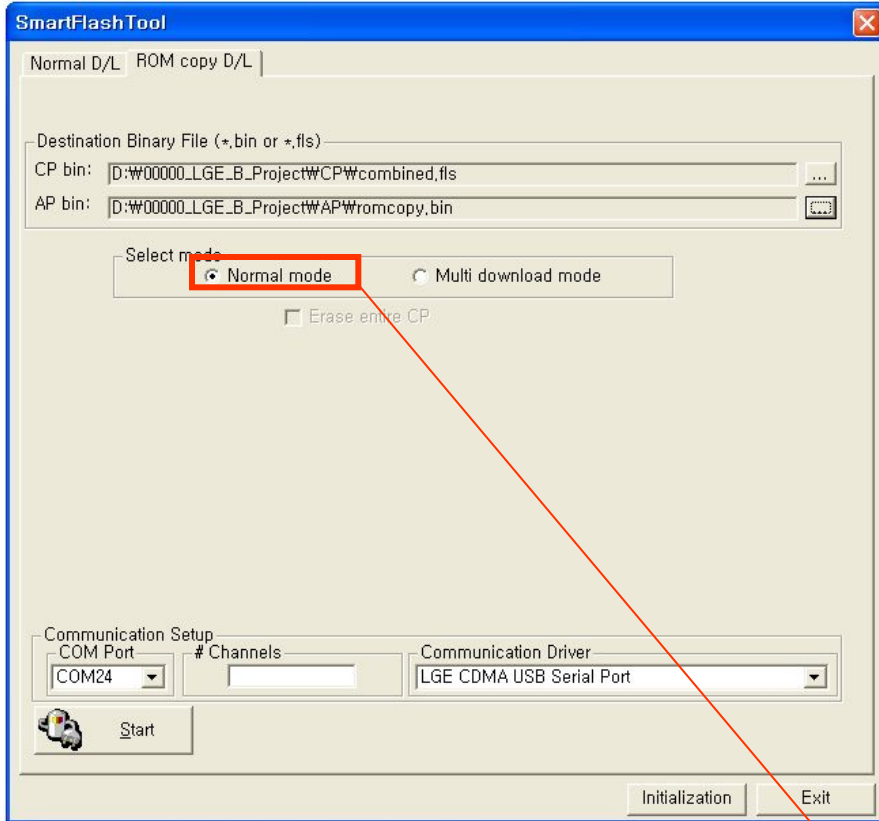 SmartFlashTool
Normal D/L ROM copy D/L
Destination Binary File (*,bin or *,fls)
CP bin: D:₩00000_LGE_B_Project₩CP₩combined,fls ...
AP bin: D:₩00000_LGE_B_Project₩AP₩romcopy,bin ...
Select mode
Normal mode Multi download mode
Erase entire CP
Communication Setup
COM Port # Channels Communication Driver
COM24 LGE CDMA USB Serial Port
Start
Initialization Exit